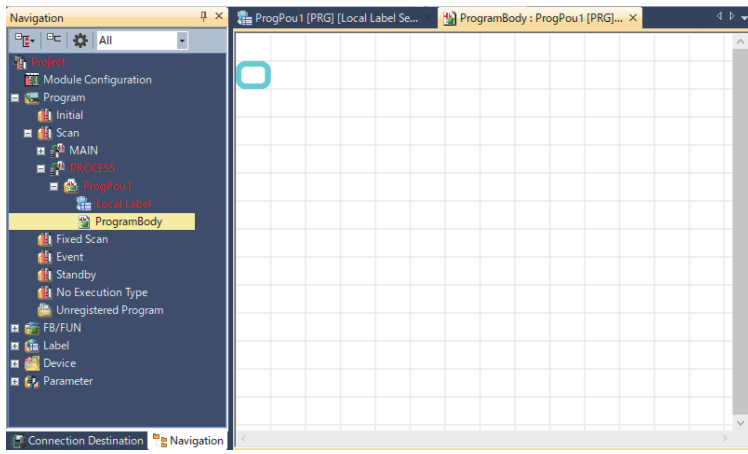 Navigation
ProgPou1 [PRG] [Local Label Se...
ProgramBody : ProgPou1 [PRG]...
All
Project
Module Configuration
Program
Initial
Scan
MAIN
PROCESS
ProgPou1
Local Label
ProgramBody
Fixed Scan
Event
Standby
No Execution Type
Unregistered Program
FB/FUN
Label
Device
Parameter
Connection Destination
Navigation